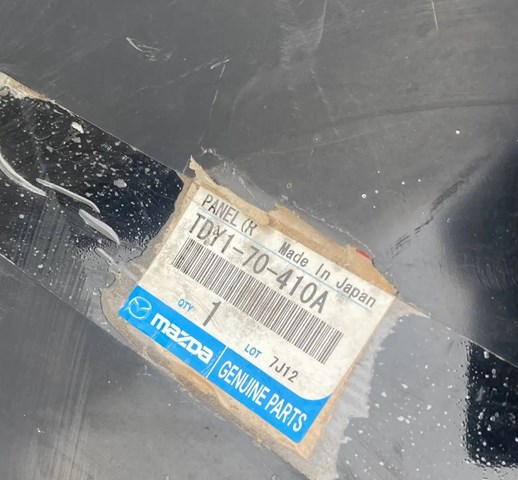 PANEL(R
Made In Japan
TDY1-70-410A
QTY 1
LOT 7J12
mazda
GENUINE PARTS